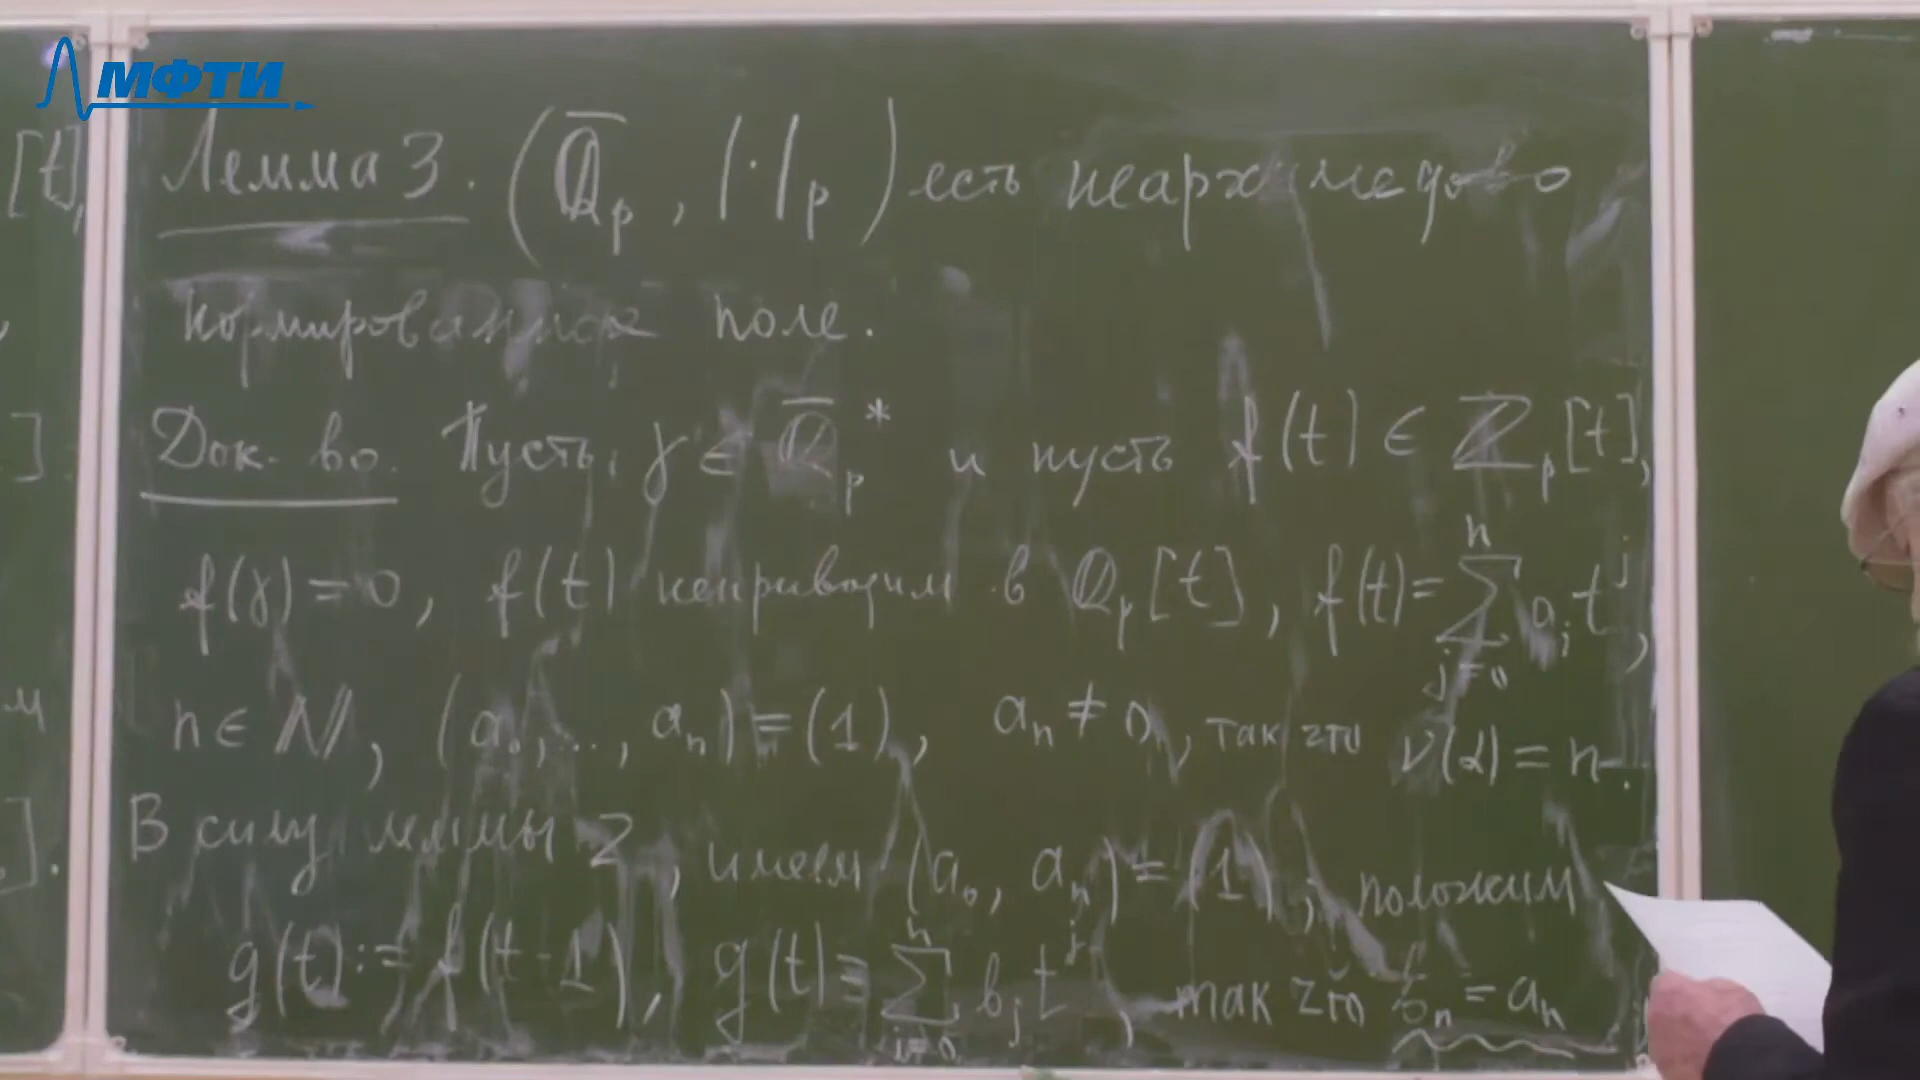 МФТИ
[t],
Лемма 3. (Q̅_p, |·|_p) есть неархимедово
нормированное поле.
Док-во. Пусть γ ∈ Q̅_p^* и пусть f(t) ∈ Z_p[t],
f(γ) = 0, f(t) неприводим в Q_p[t], f(t) = ∑_{j=0}^{n} a_j t^j,
n ∈ N, (a_0, ..., a_n) = (1), a_n ≠ 0, так что ν(α) = n.
В силу леммы 2, имеем (a_0, a_n) = (1); положим
g(t) := f(t-1), g(t) = ∑_{j=0}^{n} b_j t^j, так что b_n = a_n